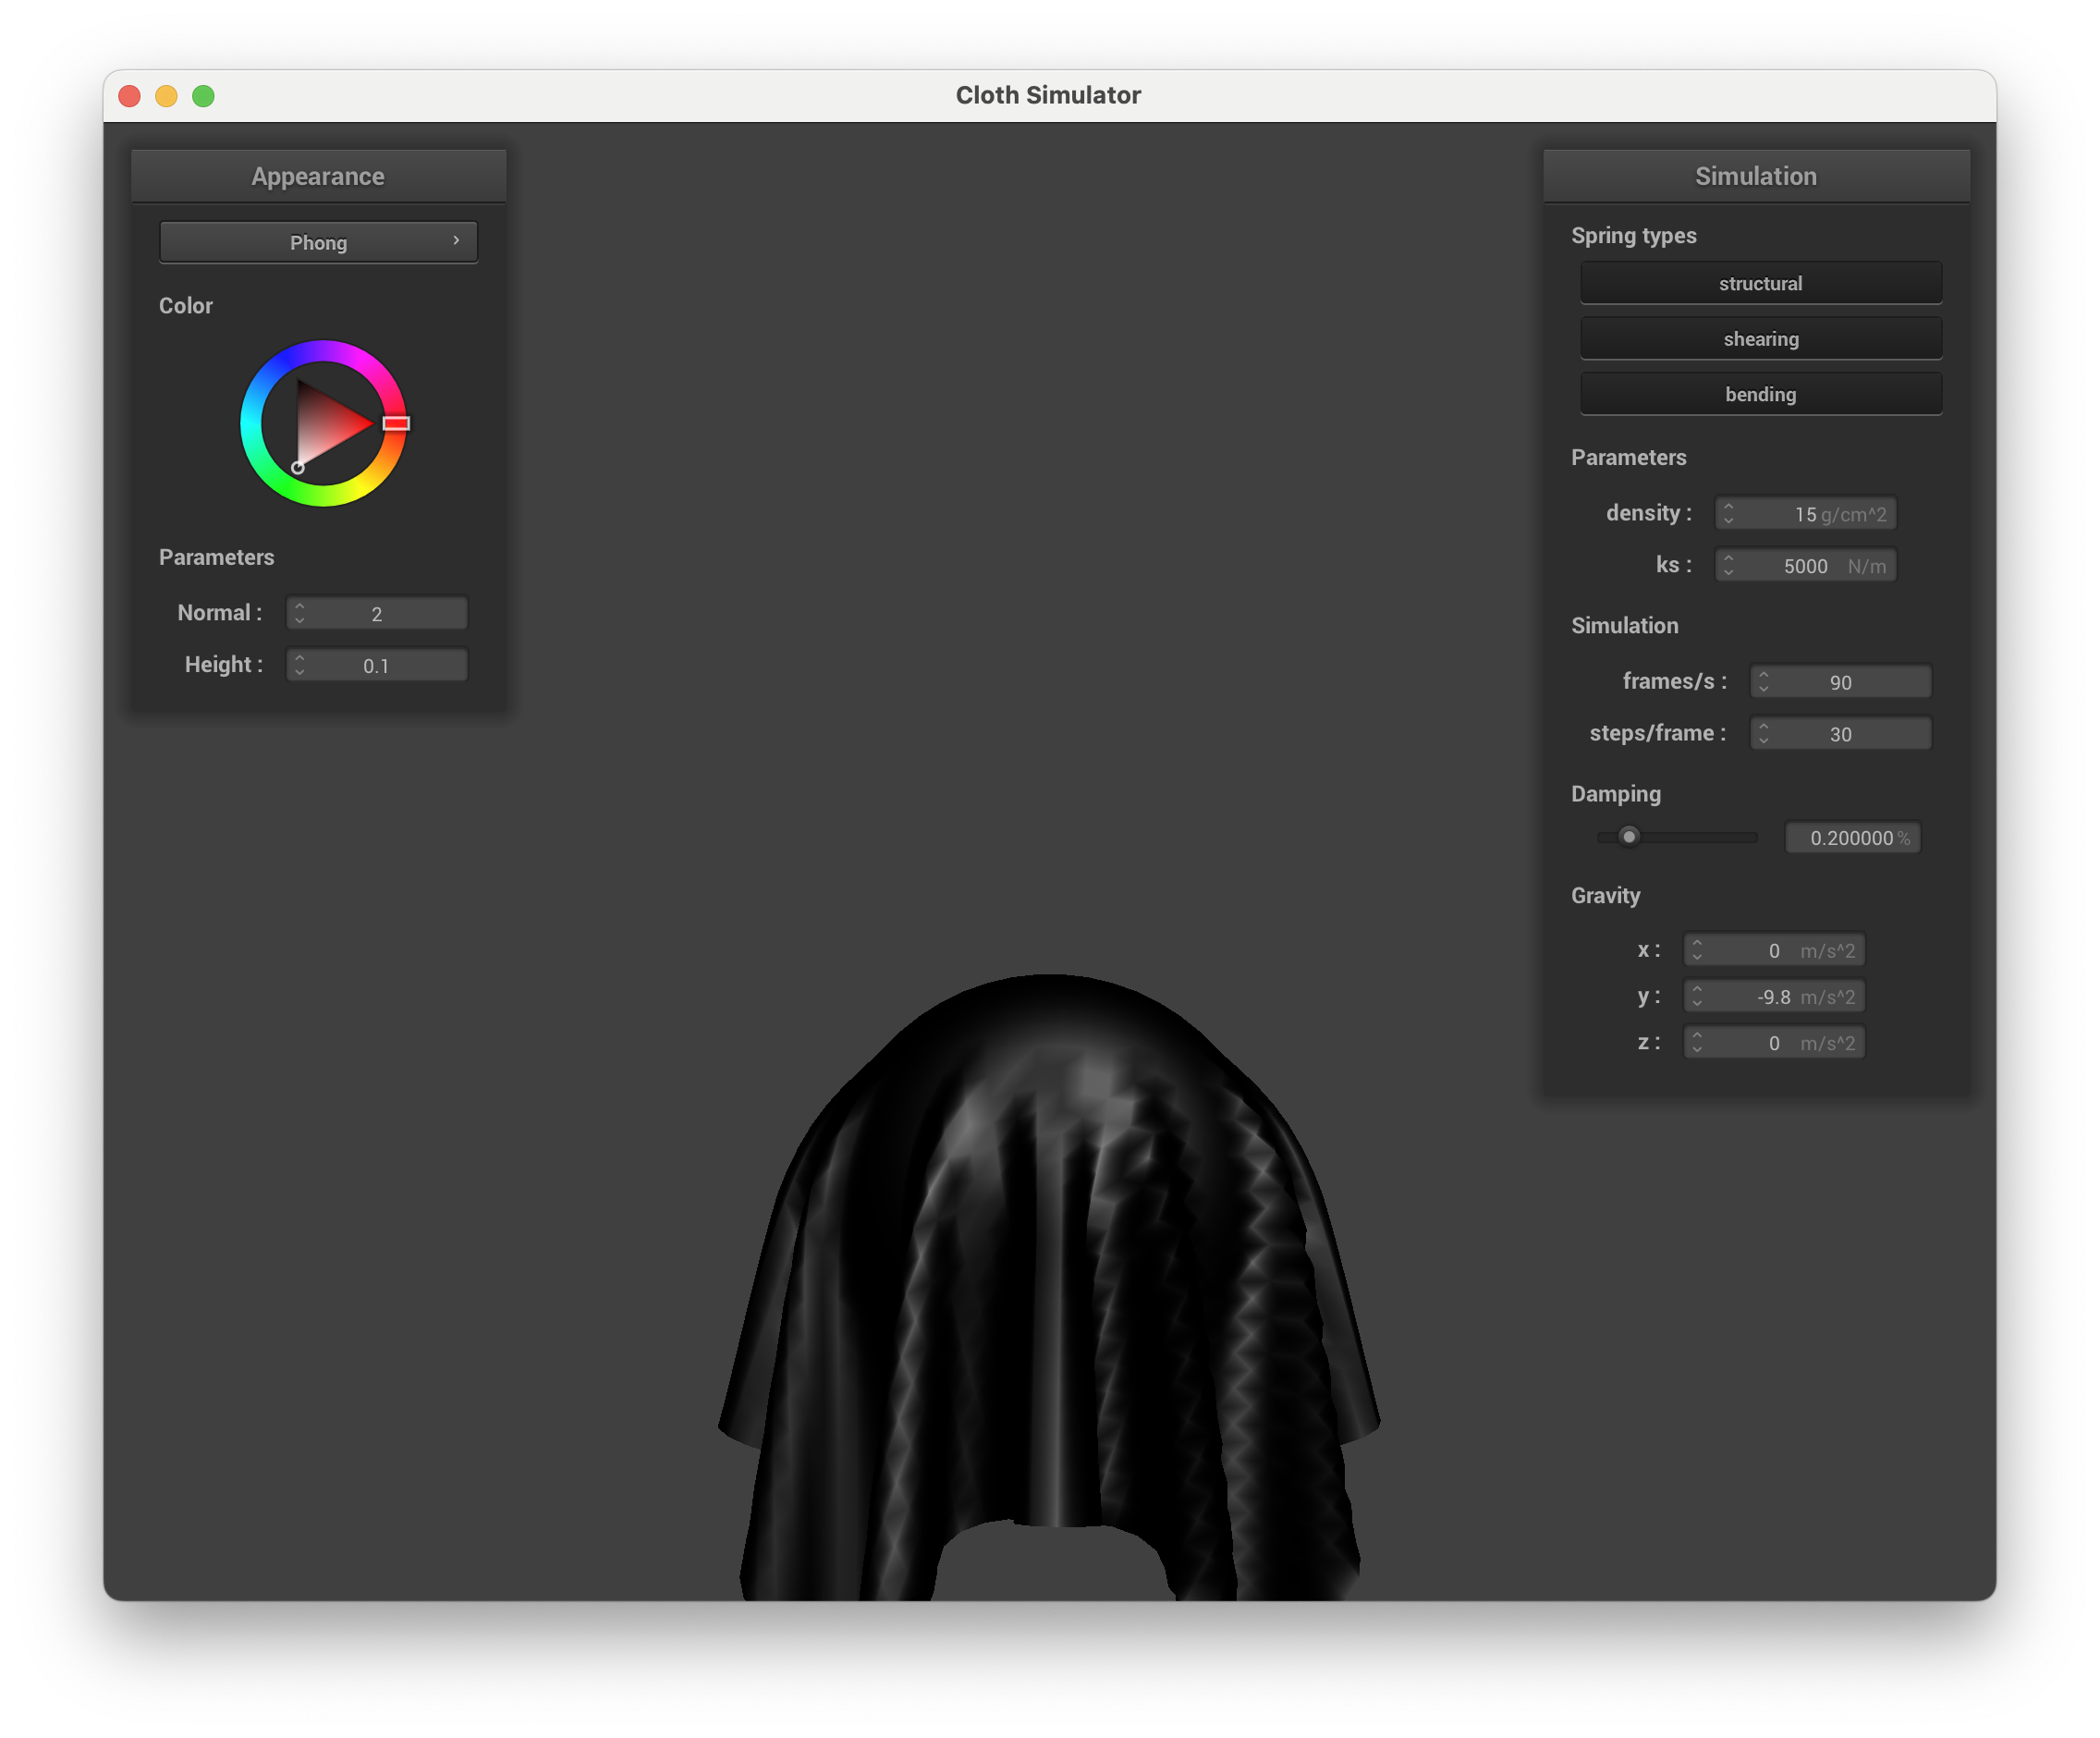 Cloth Simulator
Appearance
Phong
Color
Parameters
Normal : 2
Height : 0.1
Simulation
Spring types
structural
shearing
bending
Parameters
density : 15 g/cm^2
ks : 5000 N/m
Simulation
frames/s : 90
steps/frame : 30
Damping
0.200000 %
Gravity
x : 0 m/s^2
y : -9.8 m/s^2
z : 0 m/s^2